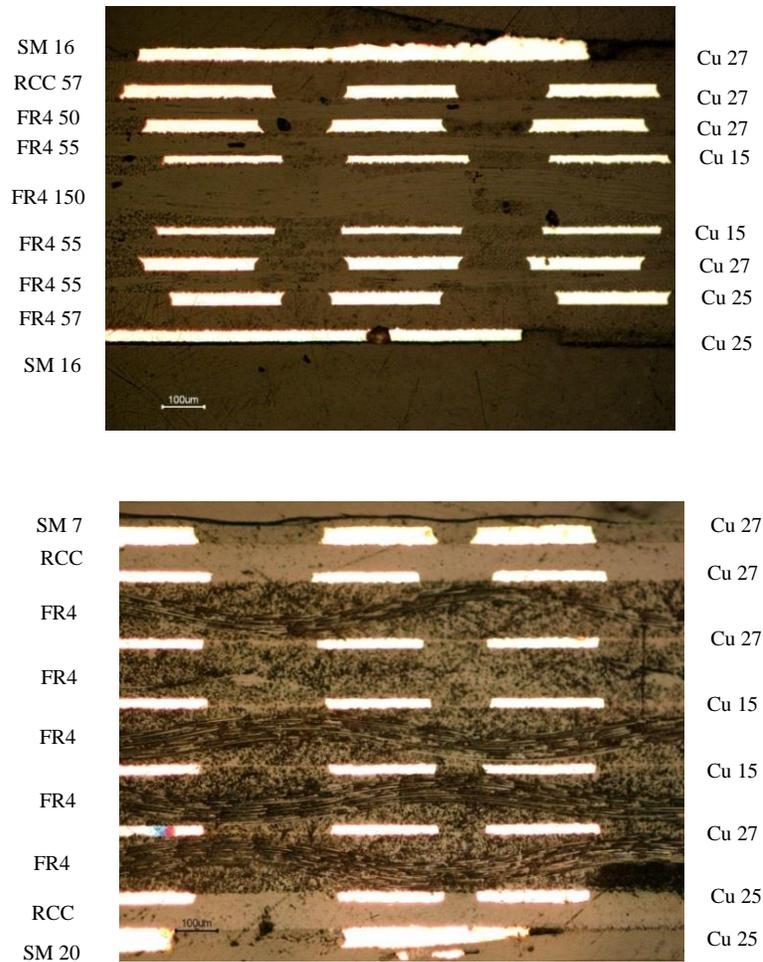 SM 16
Cu 27
RCC 57
Cu 27
FR4 50
Cu 27
FR4 55
Cu 15
FR4 150
Cu 15
FR4 55
Cu 27
FR4 55
Cu 25
FR4 57
Cu 25
SM 16
100um
SM 7
Cu 27
RCC
Cu 27
FR4
Cu 27
FR4
Cu 15
FR4
Cu 15
FR4
Cu 27
FR4
Cu 25
RCC
100um
Cu 25
SM 20